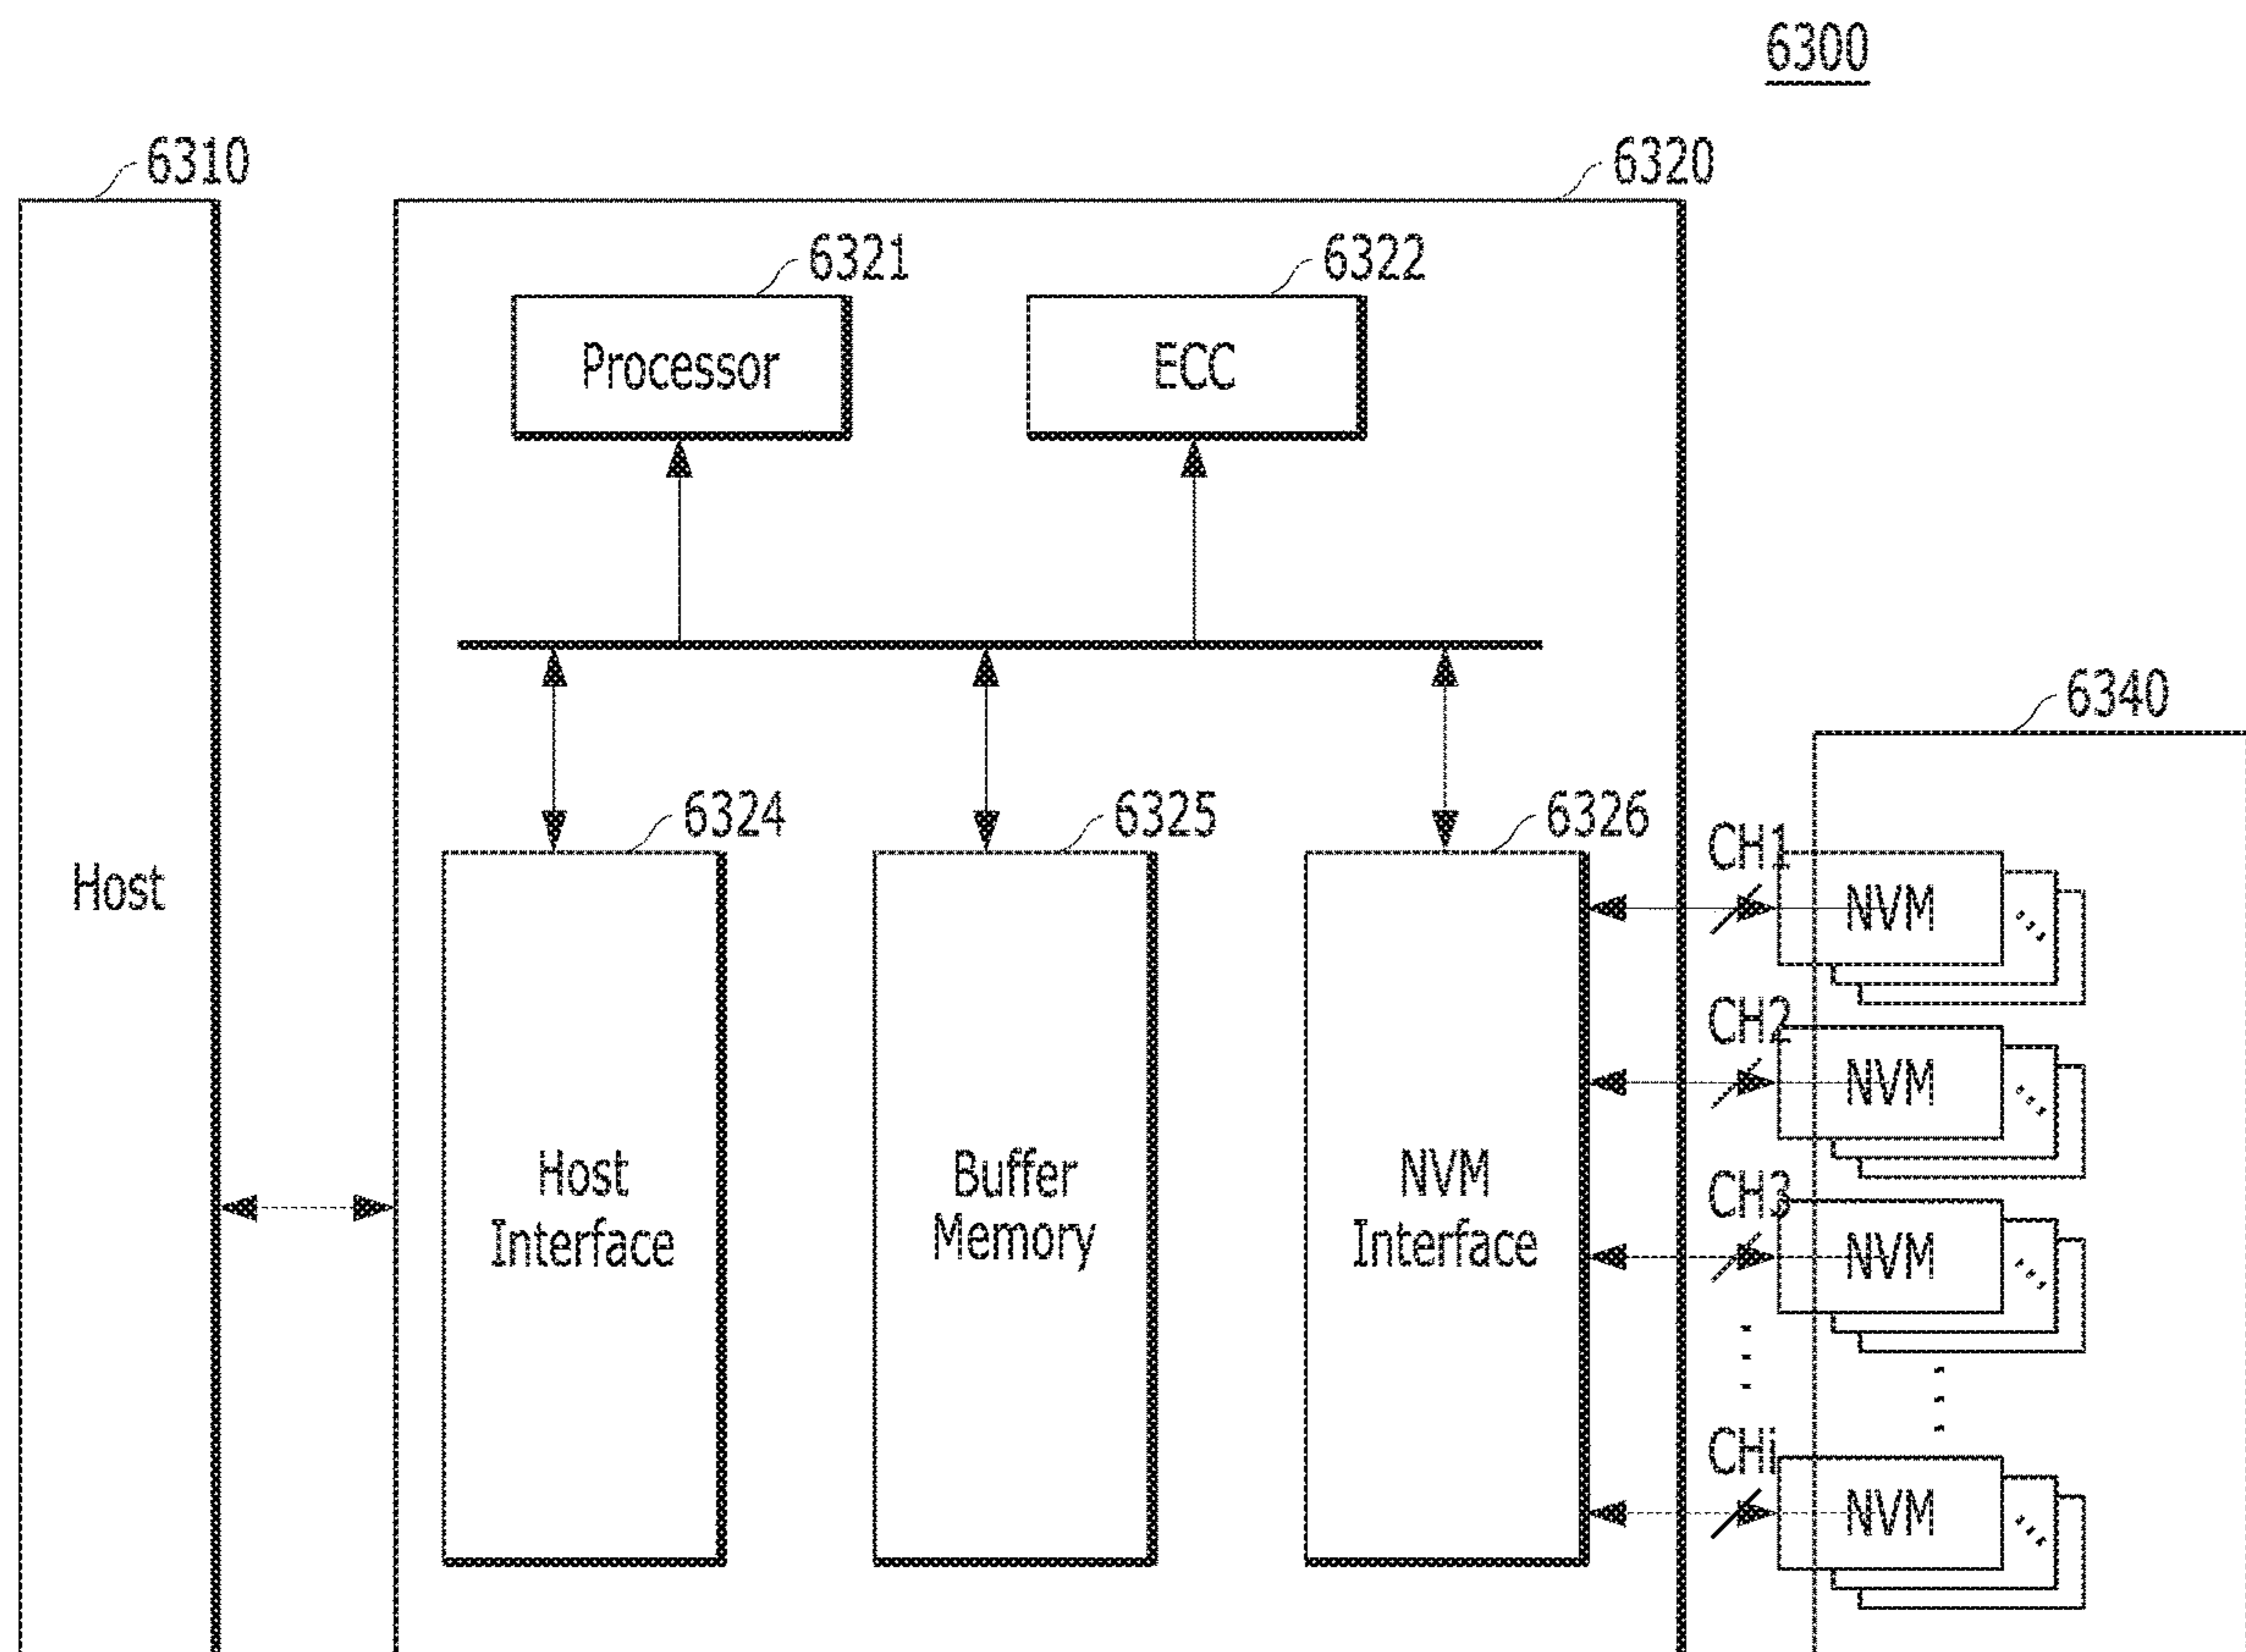 6300
6310
6320
6321
6322
Processor
ECC
6340
6324
6325
6326
CH1
Host
NVM
...
CH2
NVM
...
Host
Interface
Buffer
Memory
NVM
Interface
CH3
NVM
...
CHi
NVM
...